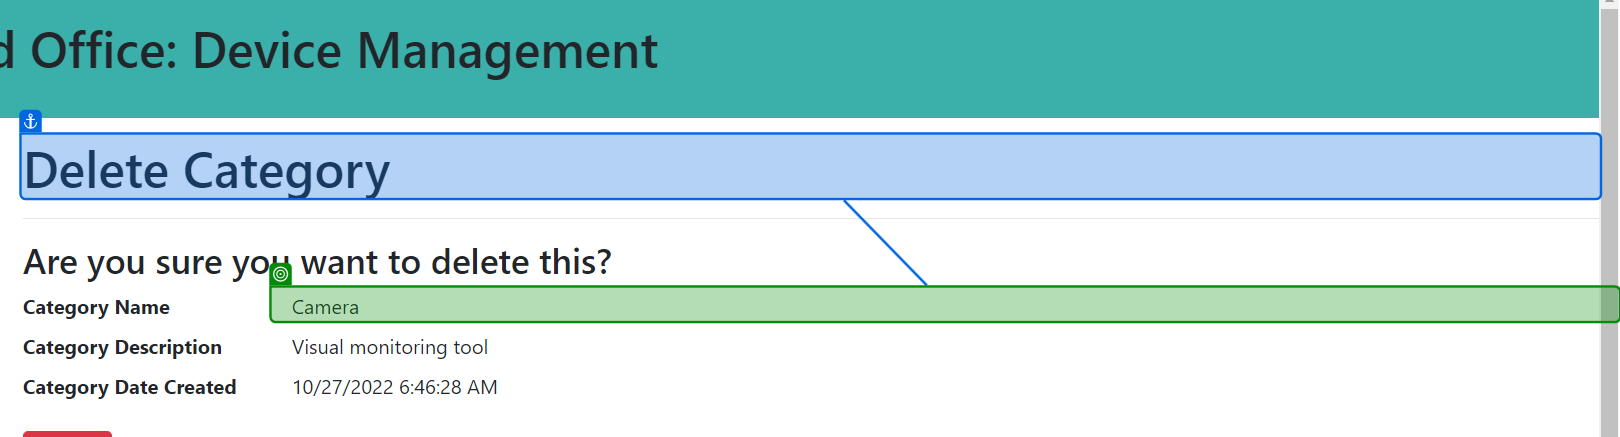 d Office: Device Management
Delete Category
Are you sure you want to delete this?
Category Name Camera
Category Description Visual monitoring tool
Category Date Created 10/27/2022 6:46:28 AM